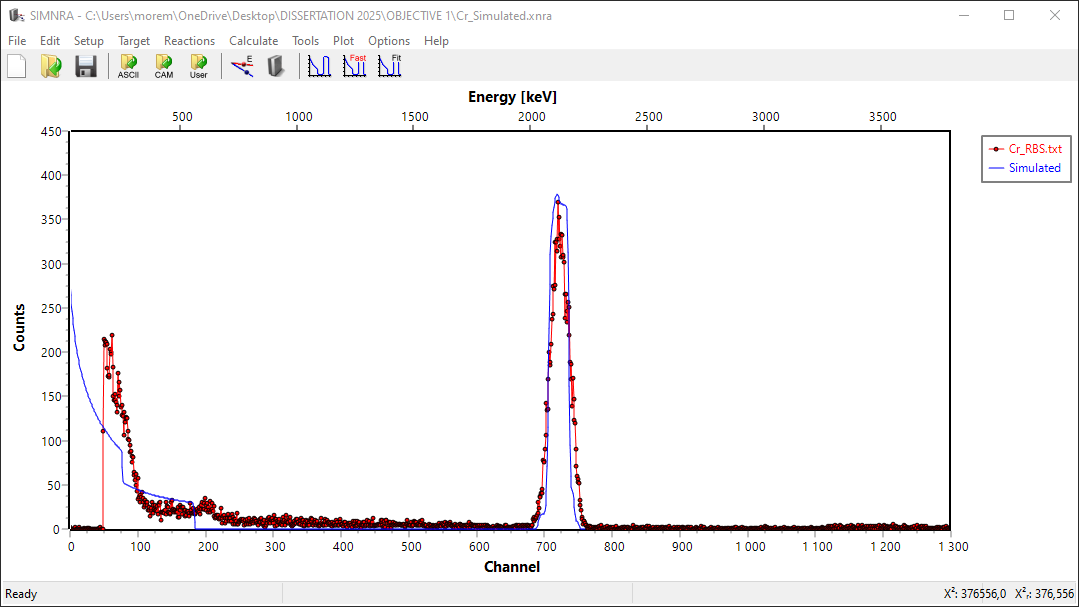 SIMNRA - C:\Users\morem\OneDrive\Desktop\DISSERTATION 2025\OBJECTIVE 1\Cr_Simulated.xnra
File Edit Setup Target Reactions Calculate Tools Plot Options Help
ASCII CAM User E Fast Fit
Energy [keV]
500 1000 1500 2000 2500 3000 3500
Cr_RBS.txt
Simulated
450
400
350
300
250
200
150
100
50
0
Counts
0 100 200 300 400 500 600 700 800 900 1 000 1 100 1 200 1 300
Channel
Ready X²: 376556,0 X²ᵣ: 376,556